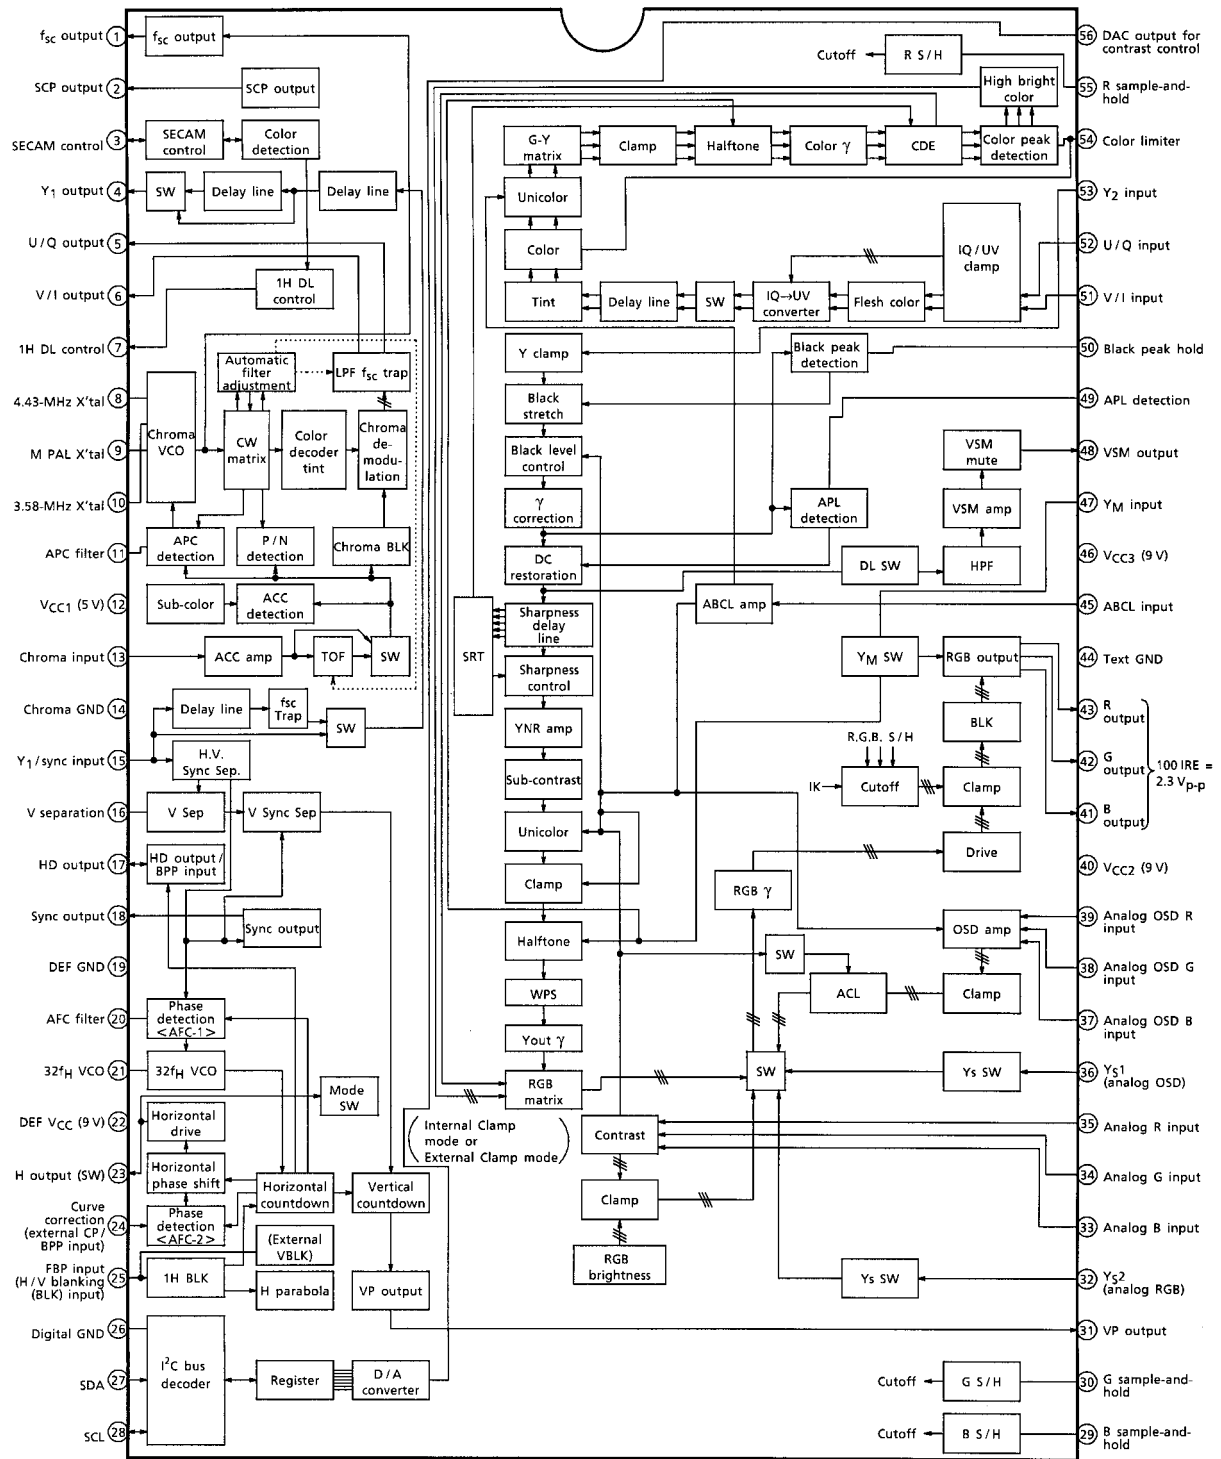 fSC output 1
SCP output 2
SECAM control 3
Y1 output 4
U/Q output 5
V/I output 6
1H DL control 7
4.43-MHz X'tal 8
M PAL X'tal 9
3.58-MHz X'tal 10
APC filter 11
VCC1 (5 V) 12
Chroma input 13
Chroma GND 14
Y1/sync input 15
V separation 16
HD output 17
Sync output 18
DEF GND 19
AFC filter 20
32fH VCO 21
DEF VCC (9 V) 22
H output (SW) 23
Curve
correction
(external CP/
BPP input) 24
FBP input
(H/V blanking
(BLK) input) 25
Digital GND 26
SDA 27
SCL 28
fsc output
SCP output
SECAM
control
Color
detection
SW
Delay line
Delay line
1H DL
control
Automatic
filter
adjustment
LPF fsc trap
Chroma
VCO
CW
matrix
Color
decoder
tint
Chroma
de-
modu-
lation
APC
detection
P/N
detection
Chroma BLK
Sub-color
ACC
detection
ACC amp
TOF
SW
Delay line
fsc
Trap
SW
H.V.
Sync Sep.
V Sep
V Sync Sep
HD output/
BPP input
Sync output
Phase
detection
<AFC-1>
32fH VCO
Mode
SW
Horizontal
drive
Horizontal
phase shift
Horizontal
countdown
Vertical
countdown
Phase
detection
<AFC-2>
(External
VBLK)
1H BLK
H parabola
VP output
I2C bus
decoder
Register
D/A
converter
Cutoff
R S/H
High bright
color
G-Y
matrix
Clamp
Halftone
Color γ
CDE
Color peak
detection
Unicolor
Color
IQ/UV
clamp
Tint
Delay line
SW
IQ→UV
converter
Flesh color
Y clamp
Black peak
detection
Black
stretch
Black level
control
VSM
mute
γ
correction
APL
detection
VSM amp
DC
restoration
DL SW
HPF
SRT
Sharpness
delay
line
ABCL amp
Sharpness
control
YM SW
RGB output
YNR amp
BLK
R.G.B. S/H
Sub-contrast
IK
Cutoff
Clamp
Unicolor
Drive
Clamp
RGB γ
Halftone
SW
OSD amp
WPS
ACL
Clamp
Yout γ
RGB
matrix
SW
Ys SW
(Internal Clamp
mode or
External Clamp mode)
Contrast
Clamp
RGB
brightness
Ys SW
Cutoff
G S/H
Cutoff
B S/H
56 DAC output for
contrast control
55 R sample-and-
hold
54 Color limiter
53 Y2 input
52 U/Q input
51 V/I input
50 Black peak hold
49 APL detection
48 VSM output
47 YM input
46 VCC3 (9 V)
45 ABCL input
44 Text GND
43 R
output
42 G
output
41 B
output
100 IRE =
2.3 Vp-p
40 VCC2 (9 V)
39 Analog OSD R
input
38 Analog OSD G
input
37 Analog OSD B
input
36 YS1
(analog OSD)
35 Analog R input
34 Analog G input
33 Analog B input
32 YS2
(analog RGB)
31 VP output
30 G sample-and-
hold
29 B sample-and-
hold